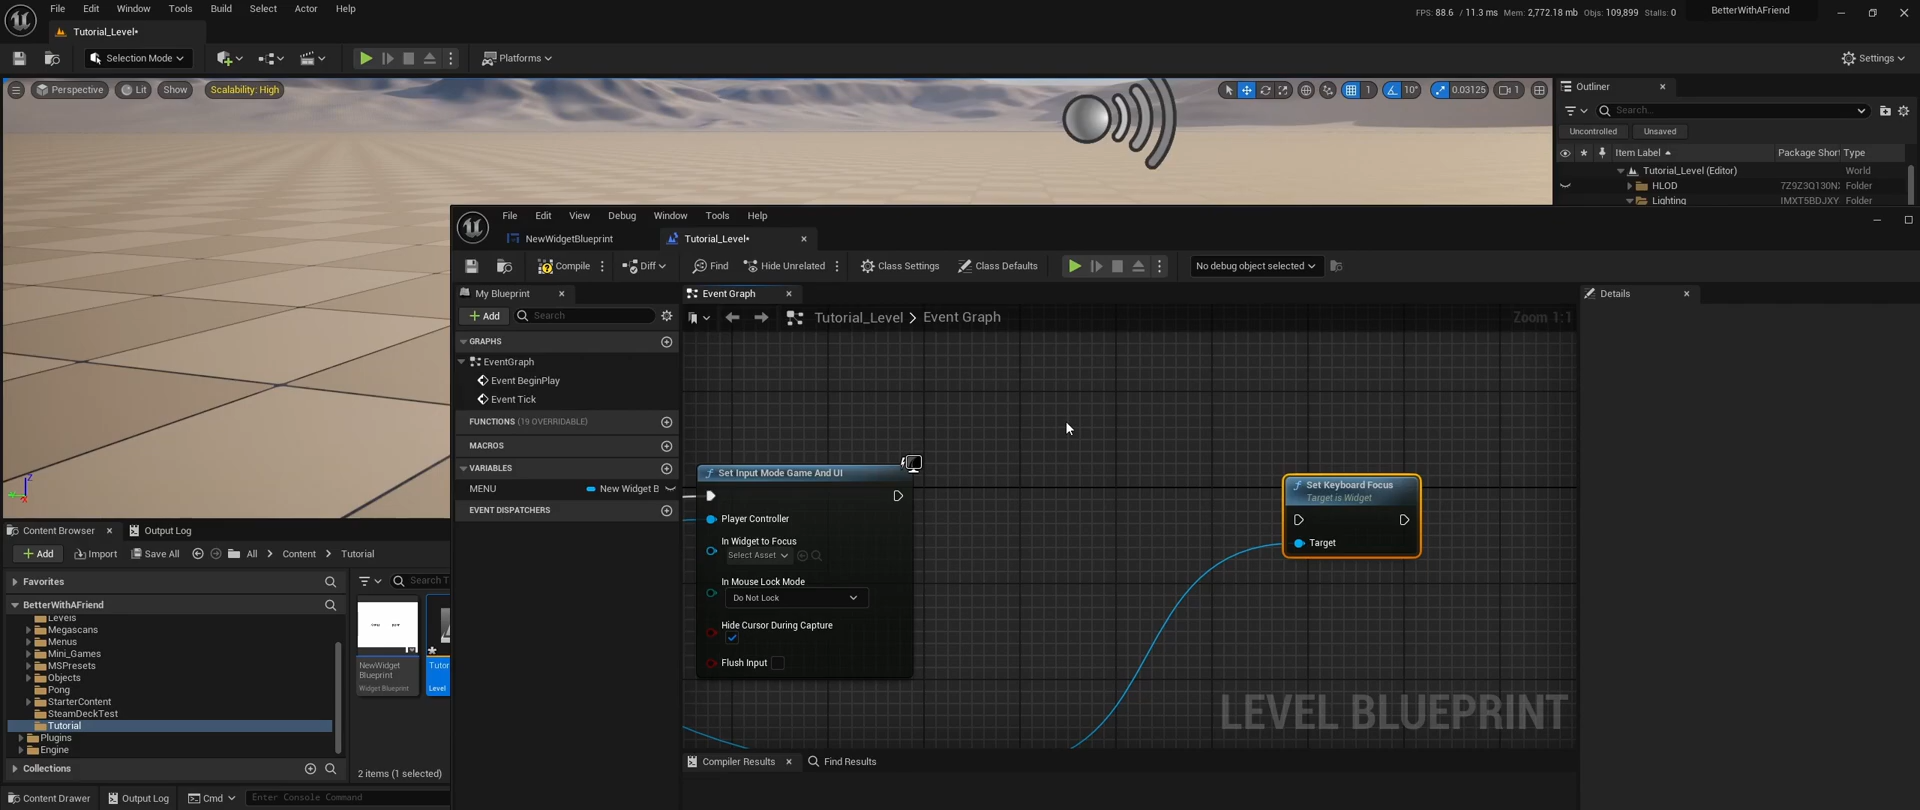 File Edit Window Tools Build Select Actor Help
FPS: 88.6 / 11.3 ms Mem: 2,772.18 mb Objs: 109,899 Stalls: 0 BetterWithAFriend
Tutorial_Level*
Selection Mode Platforms Settings
Perspective Lit Show Scalability: High
1 10° 0.03125 1
Outliner
Search...
Uncontrolled Unsaved
Item Label Package Short Type
Tutorial_Level (Editor) World
HLOD 7Z9Z3Q130N Folder
Lighting IMXT5BDJXY Folder
File Edit View Debug Window Tools Help
NewWidgetBlueprint Tutorial_Level*
Compile Diff Find Hide Unrelated Class Settings Class Defaults No debug object selected
My Blueprint Event Graph Details
Add Search
Tutorial_Level > Event Graph Zoom 1:1
GRAPHS
EventGraph
Event BeginPlay
Event Tick
FUNCTIONS (19 OVERRIDABLE)
MACROS
VARIABLES
MENU New Widget B
EVENT DISPATCHERS
Set Input Mode Game And UI
Player Controller
In Widget to Focus
Select Asset
In Mouse Lock Mode
Do Not Lock
Hide Cursor During Capture
Flush Input
Set Keyboard Focus
Target is Widget
Target
LEVEL BLUEPRINT
Compiler Results Find Results
Content Browser Output Log
Add Import Save All All > Content > Tutorial
Favorites
Search T
BetterWithAFriend
Levels
Megascans
Menus
Mini_Games
MSPresets
Objects
Pong
StarterContent
SteamDeckTest
Tutorial
Plugins
Engine
Collections
NewWidget
Blueprint
Widget Blueprint
Tutor
Level
2 items (1 selected)
Content Drawer Output Log Cmd Enter Console Command